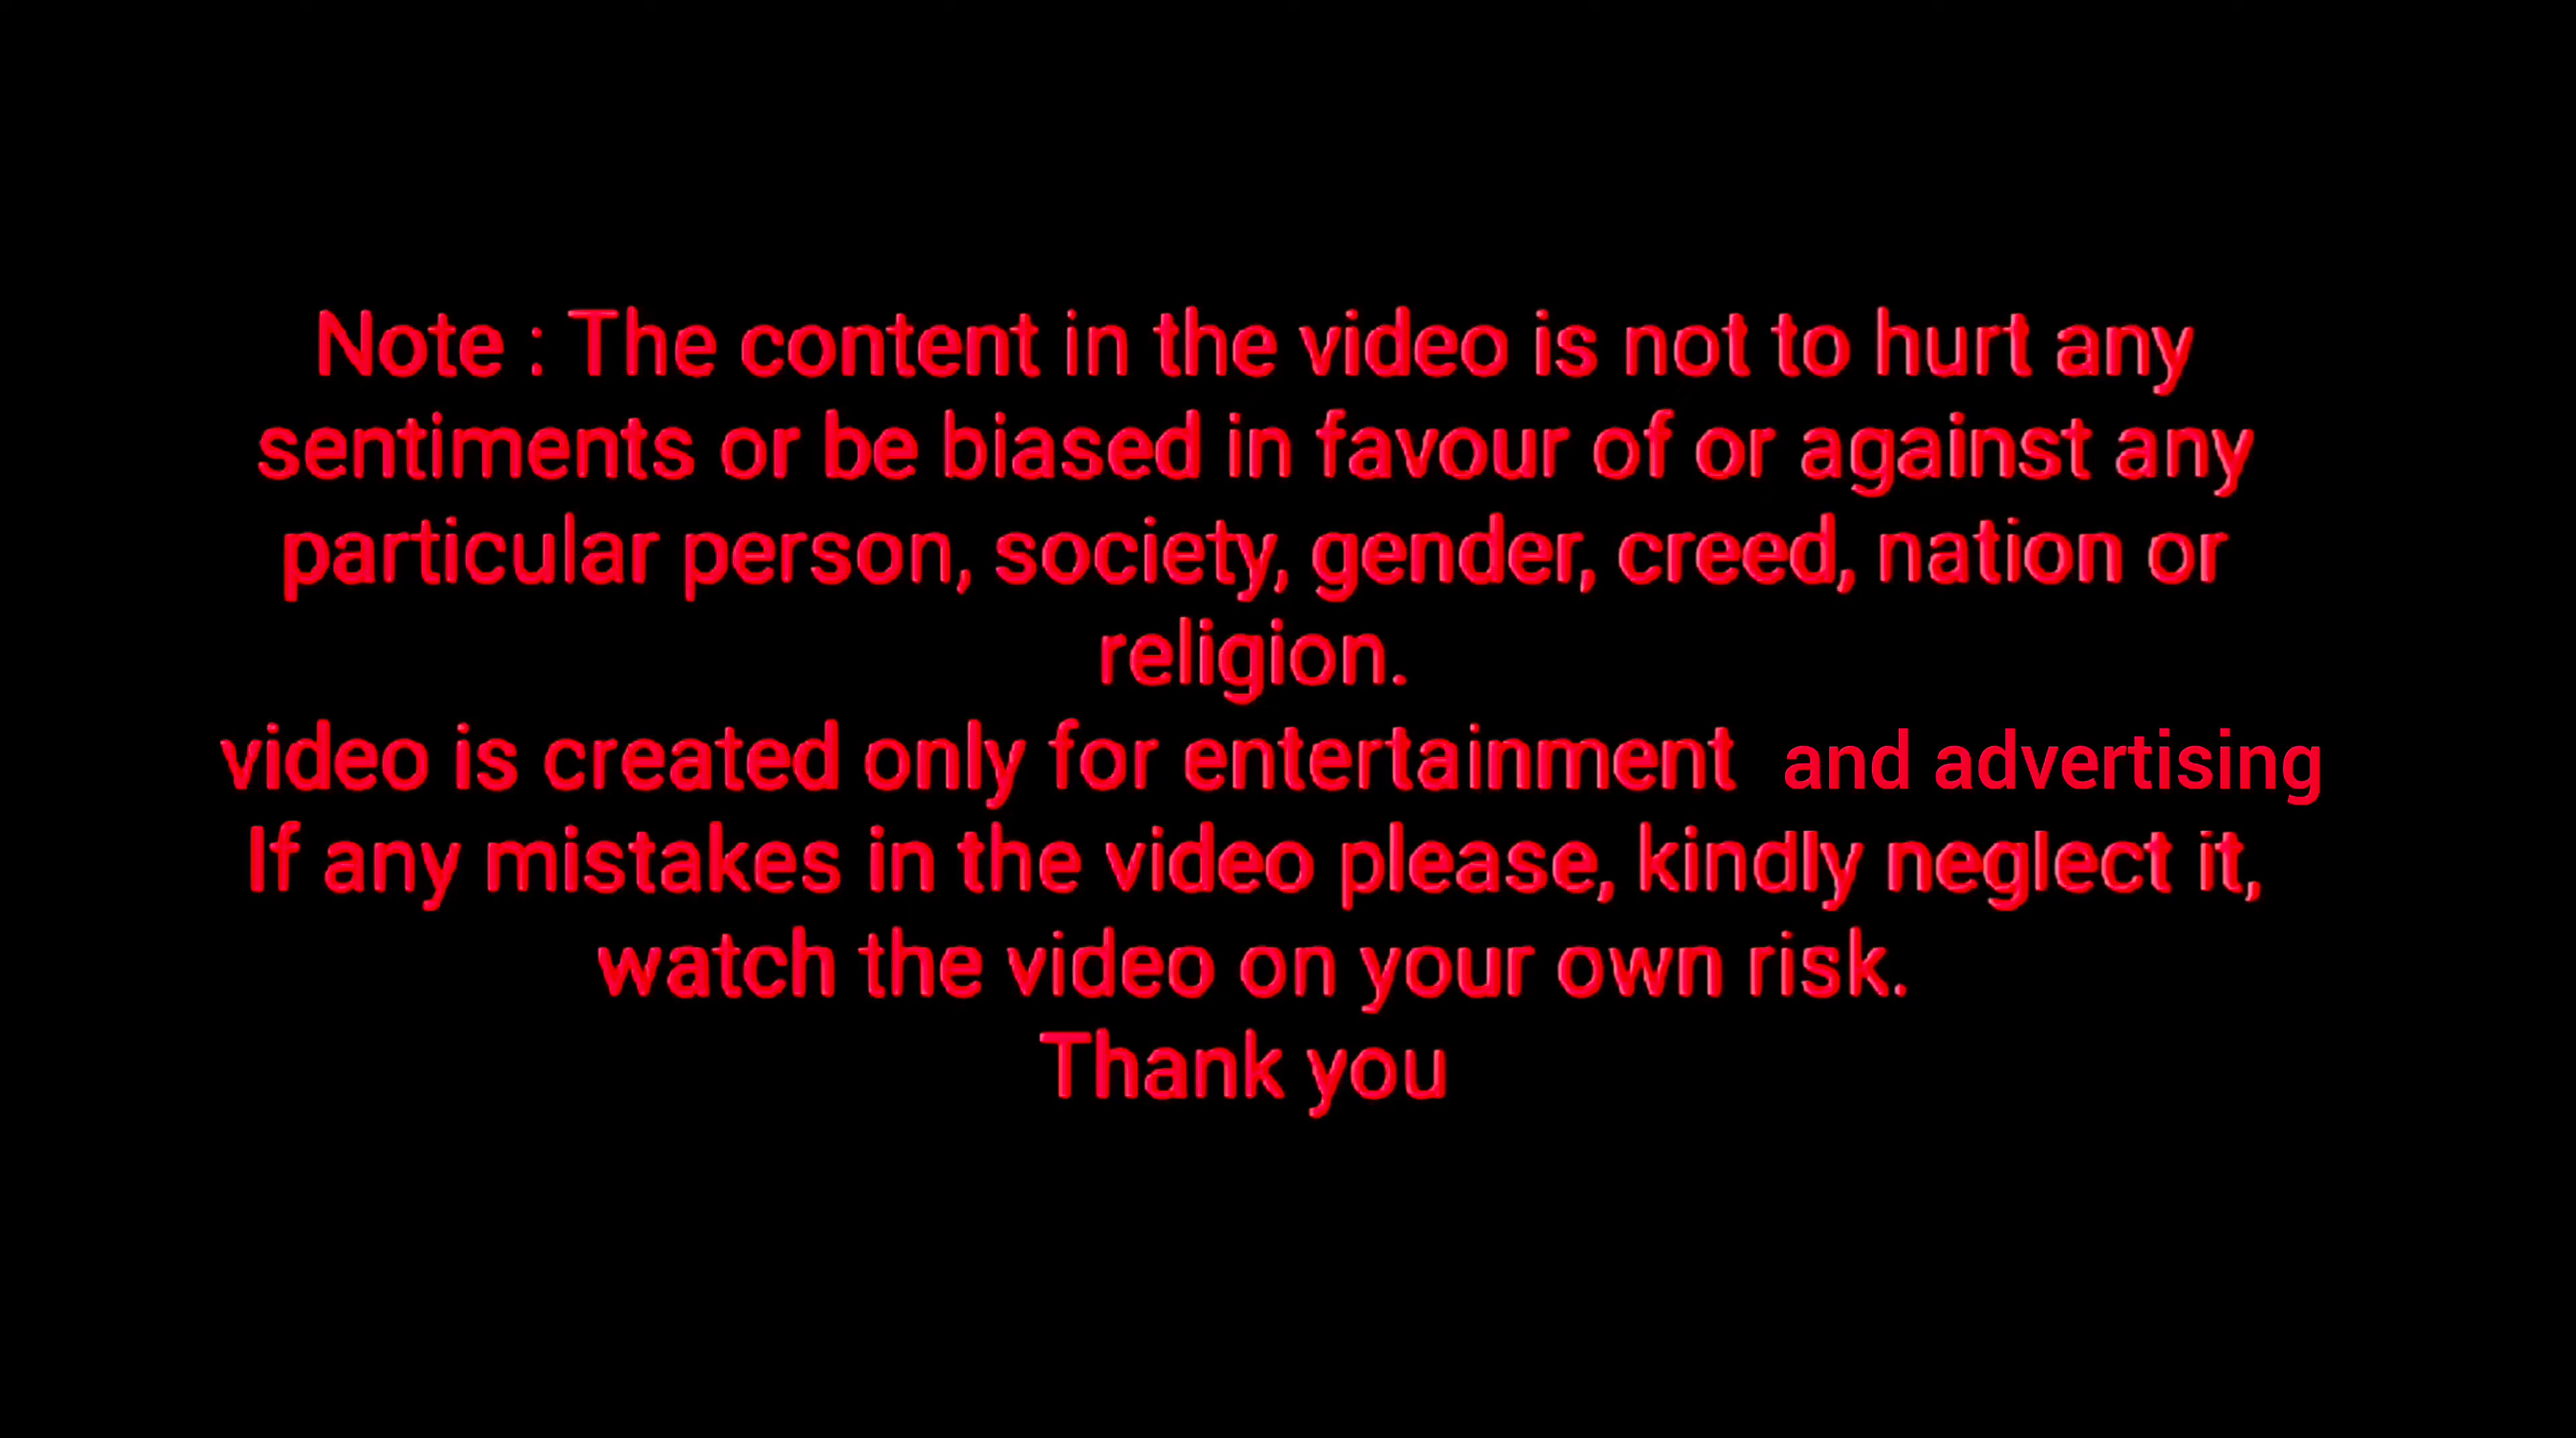 Note : The content in the video is not to hurt any
sentiments or be biased in favour of or against any
particular person, society, gender, creed, nation or
religion.
video is created only for entertainment and advertising
If any mistakes in the video please, kindly neglect it,
watch the video on your own risk.
Thank you